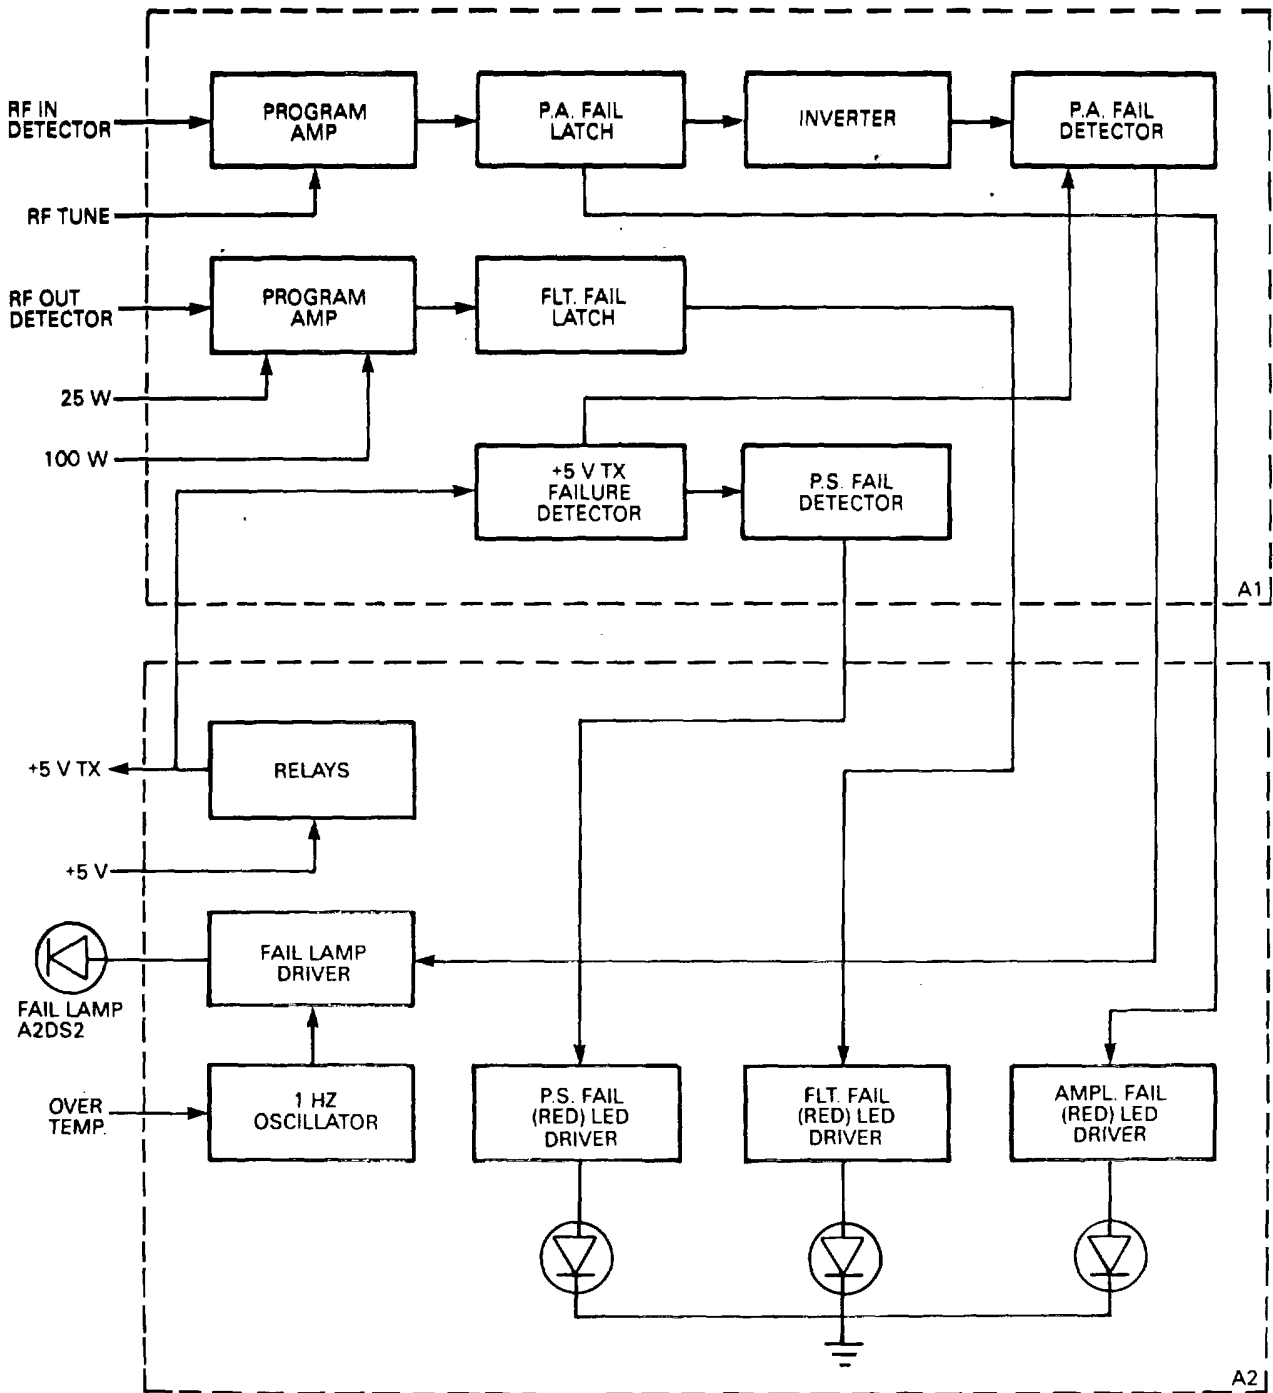 RF IN
DETECTOR
PROGRAM
AMP
P.A. FAIL
LATCH
INVERTER
P.A. FAIL
DETECTOR
RF TUNE
RF OUT
DETECTOR
PROGRAM
AMP
FLT. FAIL
LATCH
25 W
100 W
+5 V TX
FAILURE
DETECTOR
P.S. FAIL
DETECTOR
A1
+5 V TX
RELAYS
+5 V
FAIL LAMP
DRIVER
FAIL LAMP
A2DS2
OVER
TEMP.
1 HZ
OSCILLATOR
P.S. FAIL
(RED) LED
DRIVER
FLT. FAIL
(RED) LED
DRIVER
AMPL. FAIL
(RED) LED
DRIVER
A2